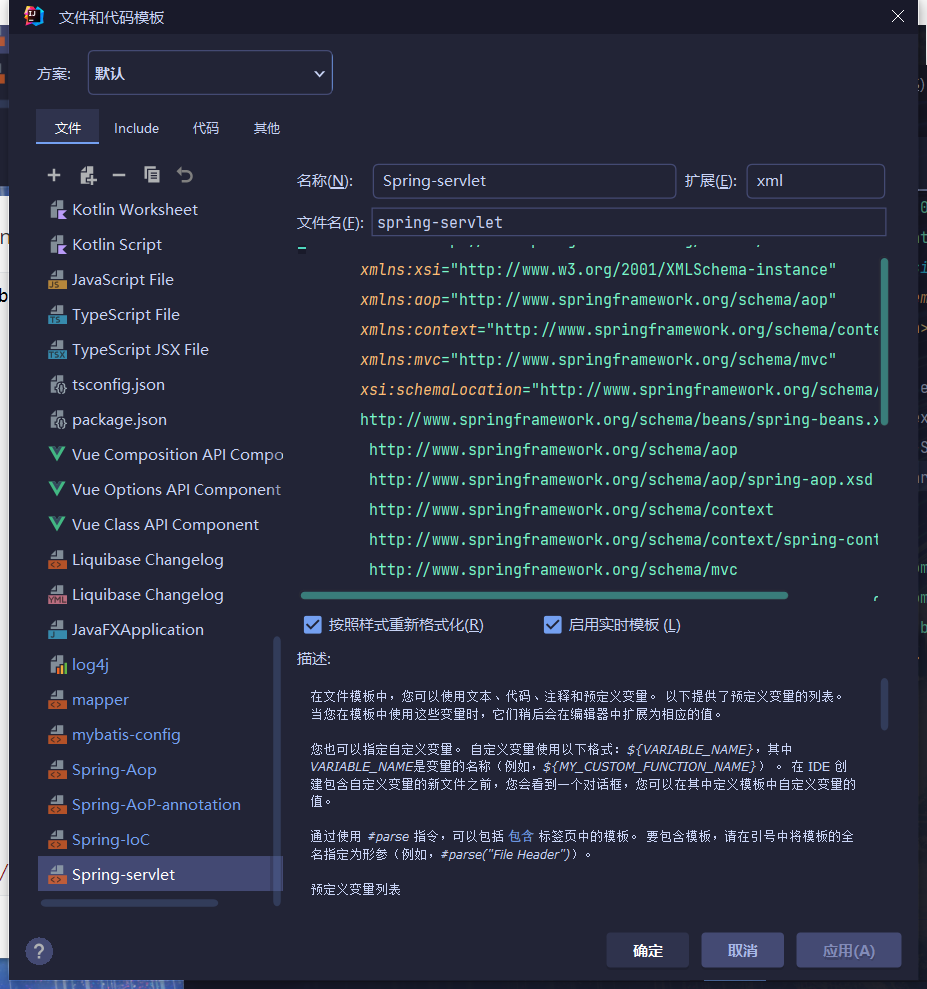 文件和代码模板
方案:
默认
文件 Include 代码 其他
名称(N): Spring-servlet 扩展(E): xml
文件名(F): spring-servlet
Kotlin Worksheet
Kotlin Script
JavaScript File
TypeScript File
TypeScript JSX File
tsconfig.json
package.json
Vue Composition API Compo
Vue Options API Component
Vue Class API Component
Liquibase Changelog
Liquibase Changelog
JavaFXApplication
log4j
mapper
mybatis-config
Spring-Aop
Spring-AoP-annotation
Spring-IoC
Spring-servlet
xmlns:xsi="http://www.w3.org/2001/XMLSchema-instance"
xmlns:aop="http://www.springframework.org/schema/aop"
xmlns:context="http://www.springframework.org/schema/conte
xmlns:mvc="http://www.springframework.org/schema/mvc"
xsi:schemaLocation="http://www.springframework.org/schema/
http://www.springframework.org/schema/beans/spring-beans.x
http://www.springframework.org/schema/aop
http://www.springframework.org/schema/aop/spring-aop.xsd
http://www.springframework.org/schema/context
http://www.springframework.org/schema/context/spring-cont
http://www.springframework.org/schema/mvc
按照样式重新格式化(R) 启用实时模板 (L)
描述:
在文件模板中，您可以使用文本、代码、注释和预定义变量。 以下提供了预定义变量的列表。
当您在模板中使用这些变量时，它们稍后会在编辑器中扩展为相应的值。
您也可以指定自定义变量。 自定义变量使用以下格式：${VARIABLE_NAME}，其中
VARIABLE_NAME是变量的名称（例如，${MY_CUSTOM_FUNCTION_NAME}）。 在 IDE 创
建包含自定义变量的新文件之前，您会看到一个对话框，您可以在其中定义模板中自定义变量的
值。
通过使用 #parse 指令，可以包括 包含 标签页中的模板。 要包含模板，请在引号中将模板的全
名指定为形参（例如，#parse("File Header")）。
预定义变量列表
?
确定 取消 应用(A)